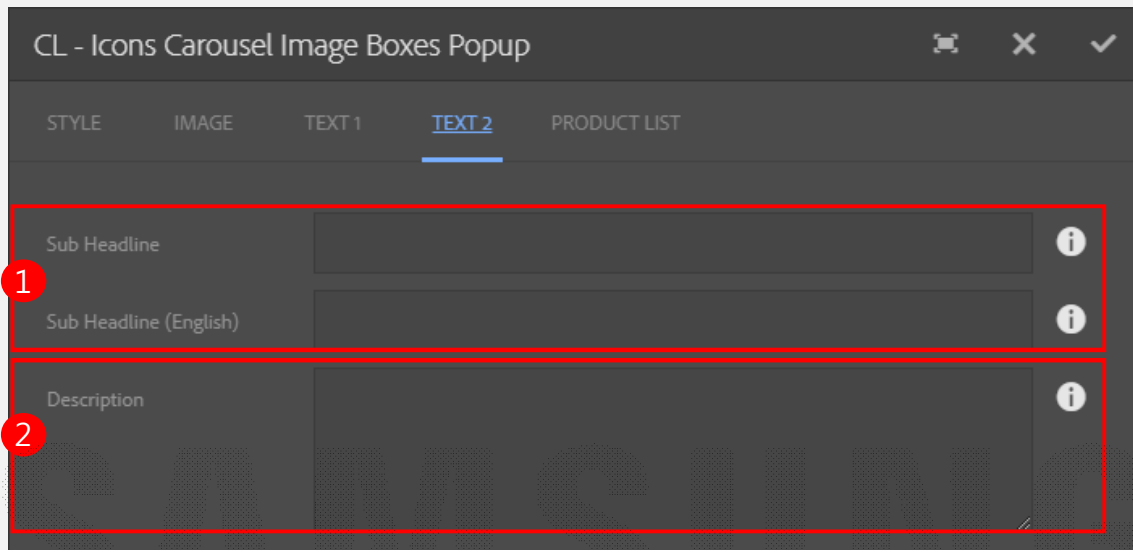 CL - Icons Carousel Image Boxes Popup
STYLE IMAGE TEXT 1 TEXT 2 PRODUCT LIST
Sub Headline
1
Sub Headline (English)
Description
2
SAMSUNG